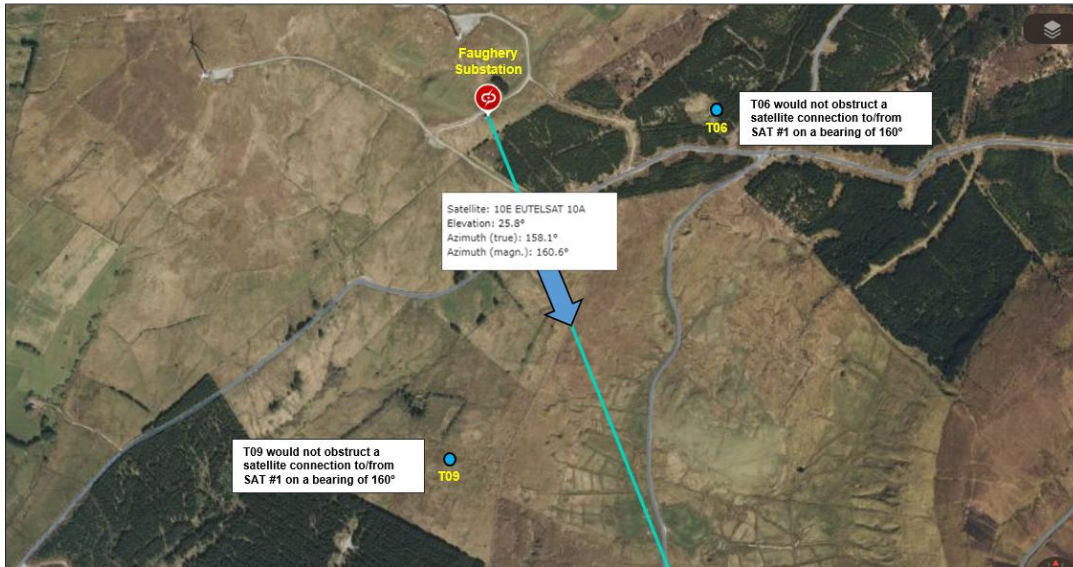 Faughery
Substation
T06
T06 would not obstruct a
satellite connection to/from
SAT #1 on a bearing of 160°
Satellite: 10E EUTELSAT 10A
Elevation: 25.8°
Azimuth (true): 158.1°
Azimuth (magn.): 160.6°
T09 would not obstruct a
satellite connection to/from
SAT #1 on a bearing of 160°
T09